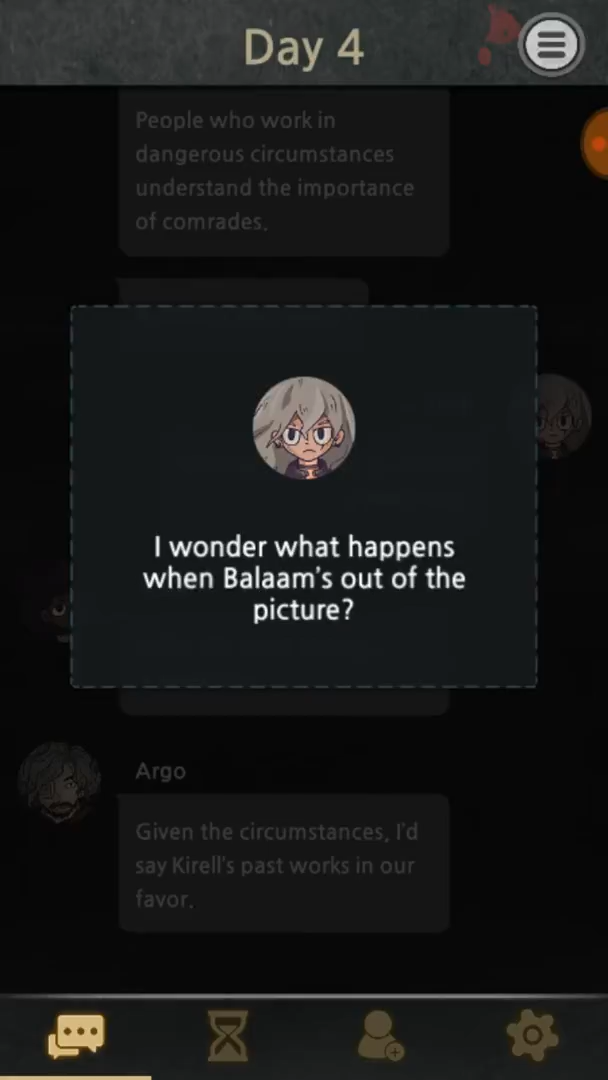 Day 4
People who work in
dangerous circumstances
understand the importance
of comrades.
I wonder what happens
when Balaam's out of the
picture?
Argo
Given the circumstances, I'd
say Kirell's past works in our
favor.